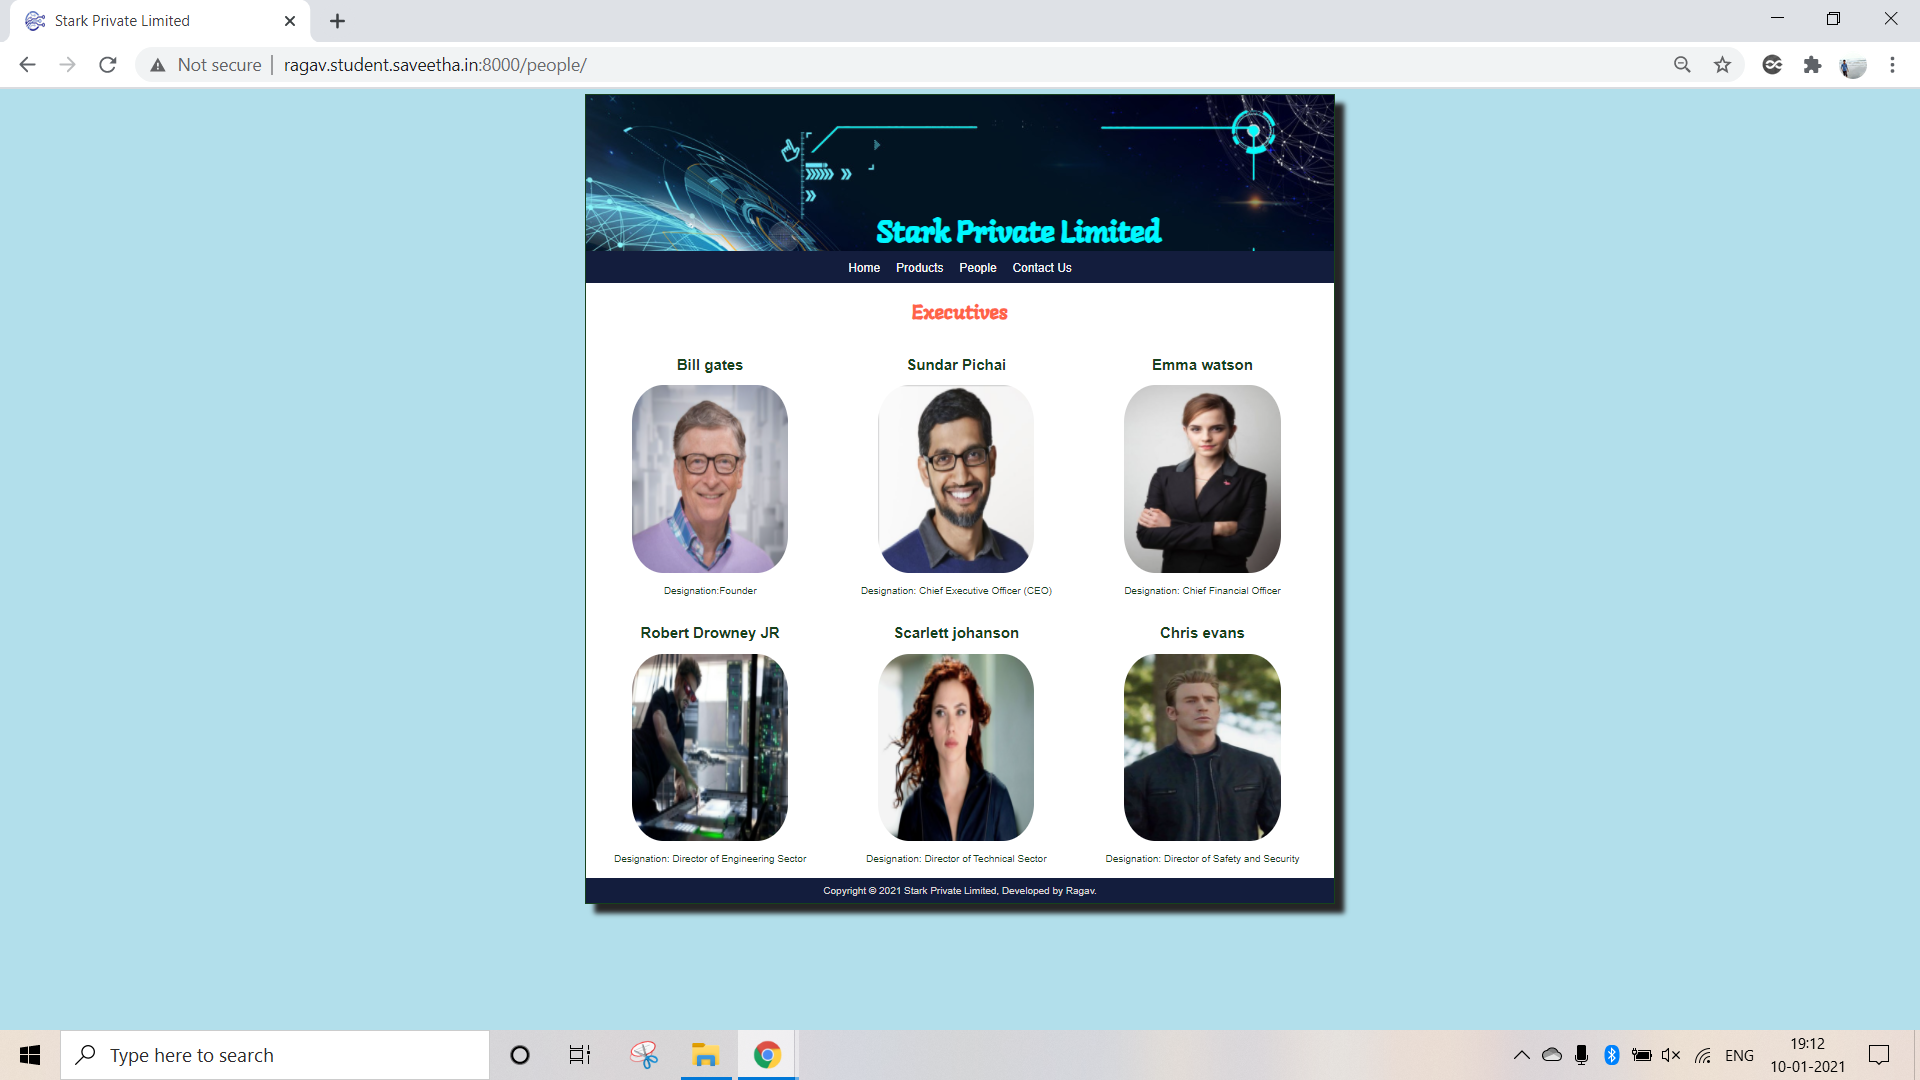 Stark Private Limited
Not secure
ragav.student.saveetha.in:8000/people/
Stark Private Limited
Home Products People Contact Us
Executives
Bill gates Sundar Pichai Emma watson
Designation:Founder Designation: Chief Executive Officer (CEO) Designation: Chief Financial Officer
Robert Drowney JR Scarlett johanson Chris evans
Designation: Director of Engineering Sector Designation: Director of Technical Sector Designation: Director of Safety and Security
Copyright © 2021 Stark Private Limited, Developed by Ragav.
Type here to search
ENG
19:12
10-01-2021